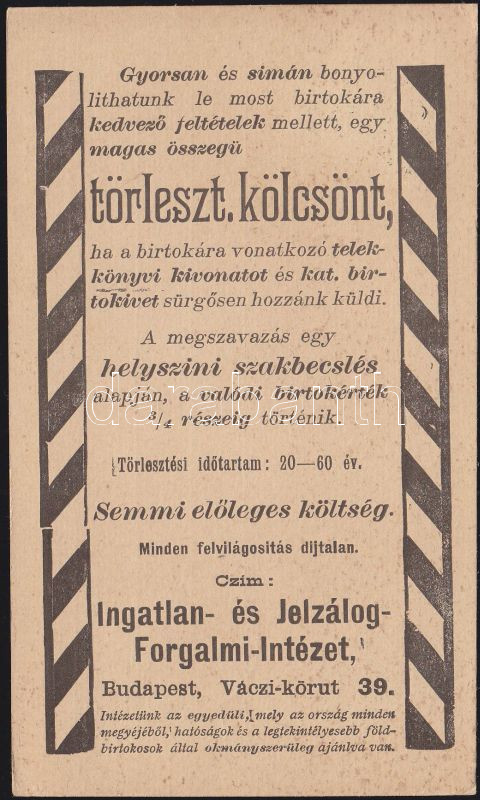 Gyorsan és simán bonyo-
lithatunk le most birtokára
kedvező feltételek mellett, egy
magas összegü
törleszt. kölcsönt,
ha a birtokára vonatkozó telek-
könyvi kivonatot és kat. bir-
tokivet sürgősen hozzánk küldi.
A megszavazás egy
helyszini szakbecslés
alapján, a valódi birtokérték
3/4 részeig történik.
Törlesztési időtartam: 20—60 év.
Semmi előleges költség.
Minden felvilágositás dijtalan.
Czim:
Ingatlan- és Jelzálog-
Forgalmi-Intézet,
Budapest, Váczi-körut 39.
Intézetünk az egyedüli, mely az ország minden
megyéjéből, hatóságok és a legtekintélyesebb föld-
birtokosok által okmányszerüleg ajánlva van.
darabanth